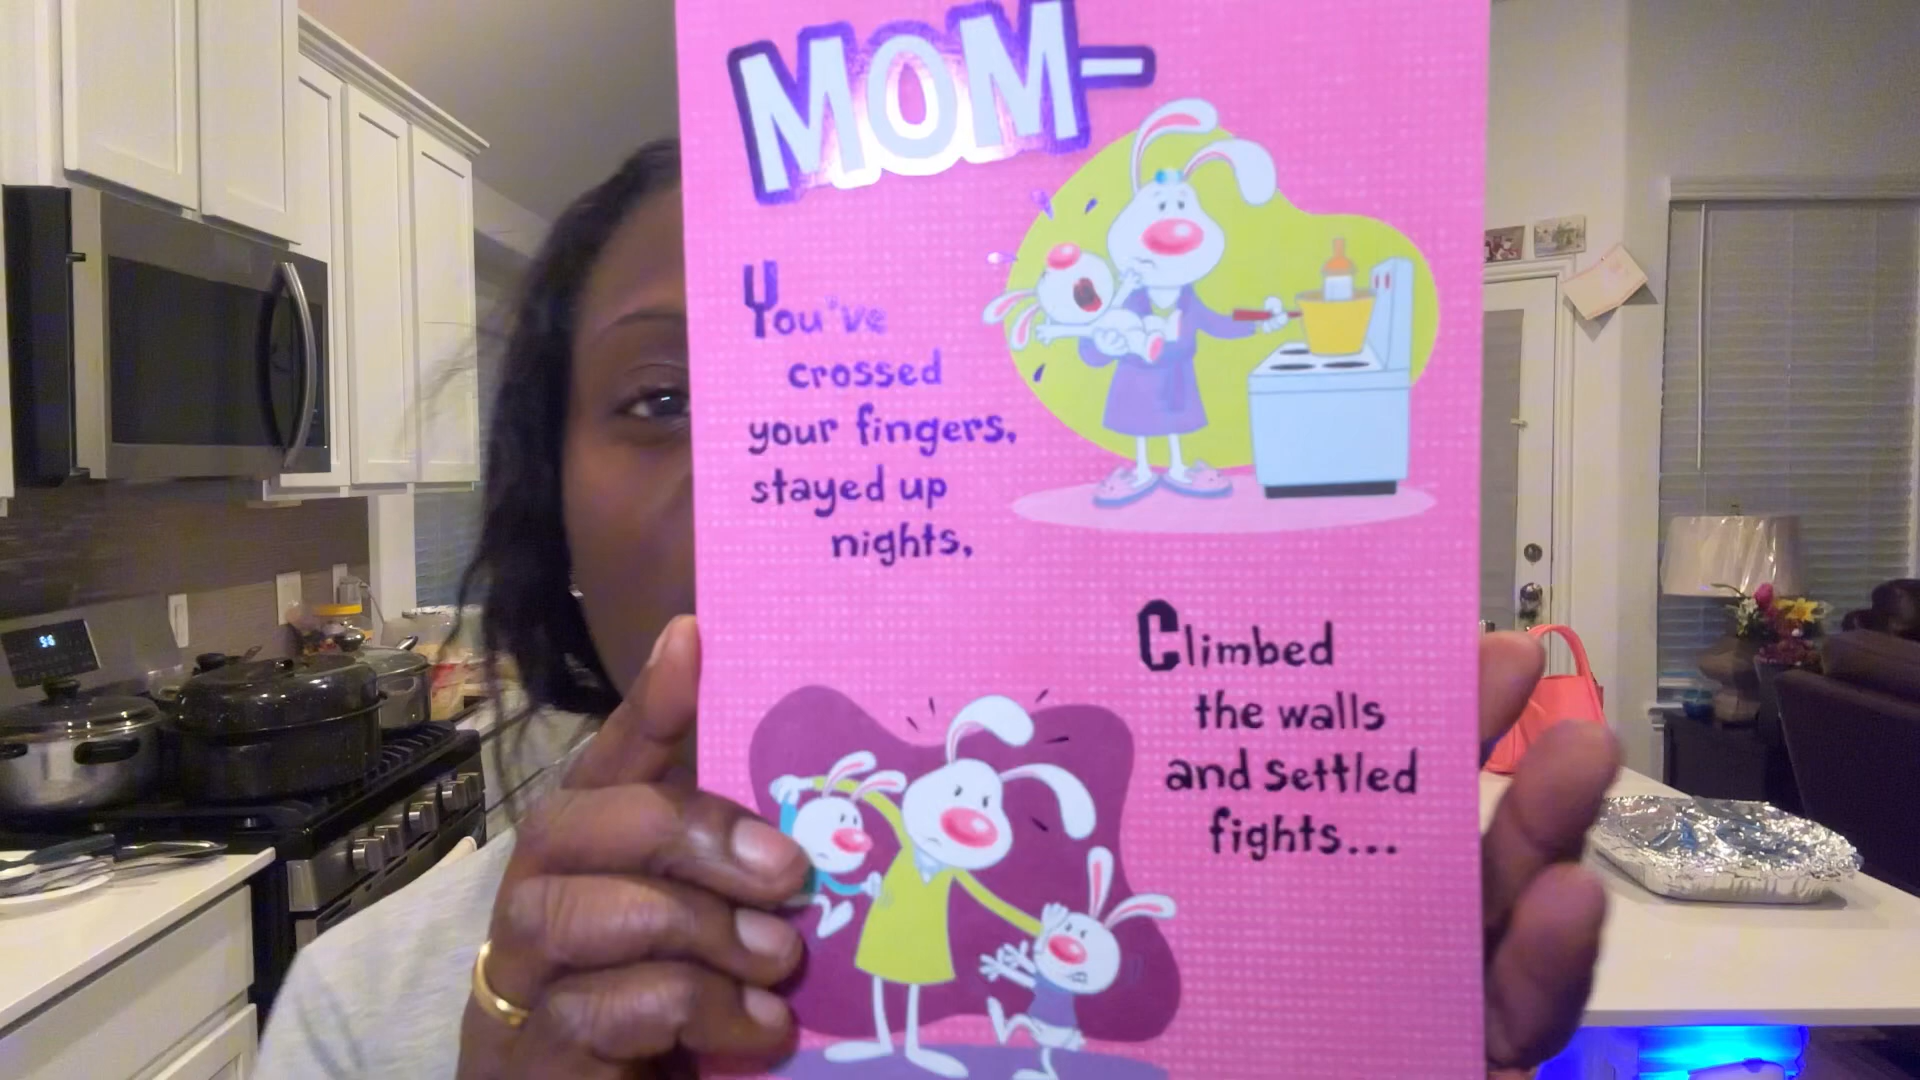 MOM-
You've
crossed
your fingers,
stayed up
nights,
Climbed
the walls
and settled
fights...